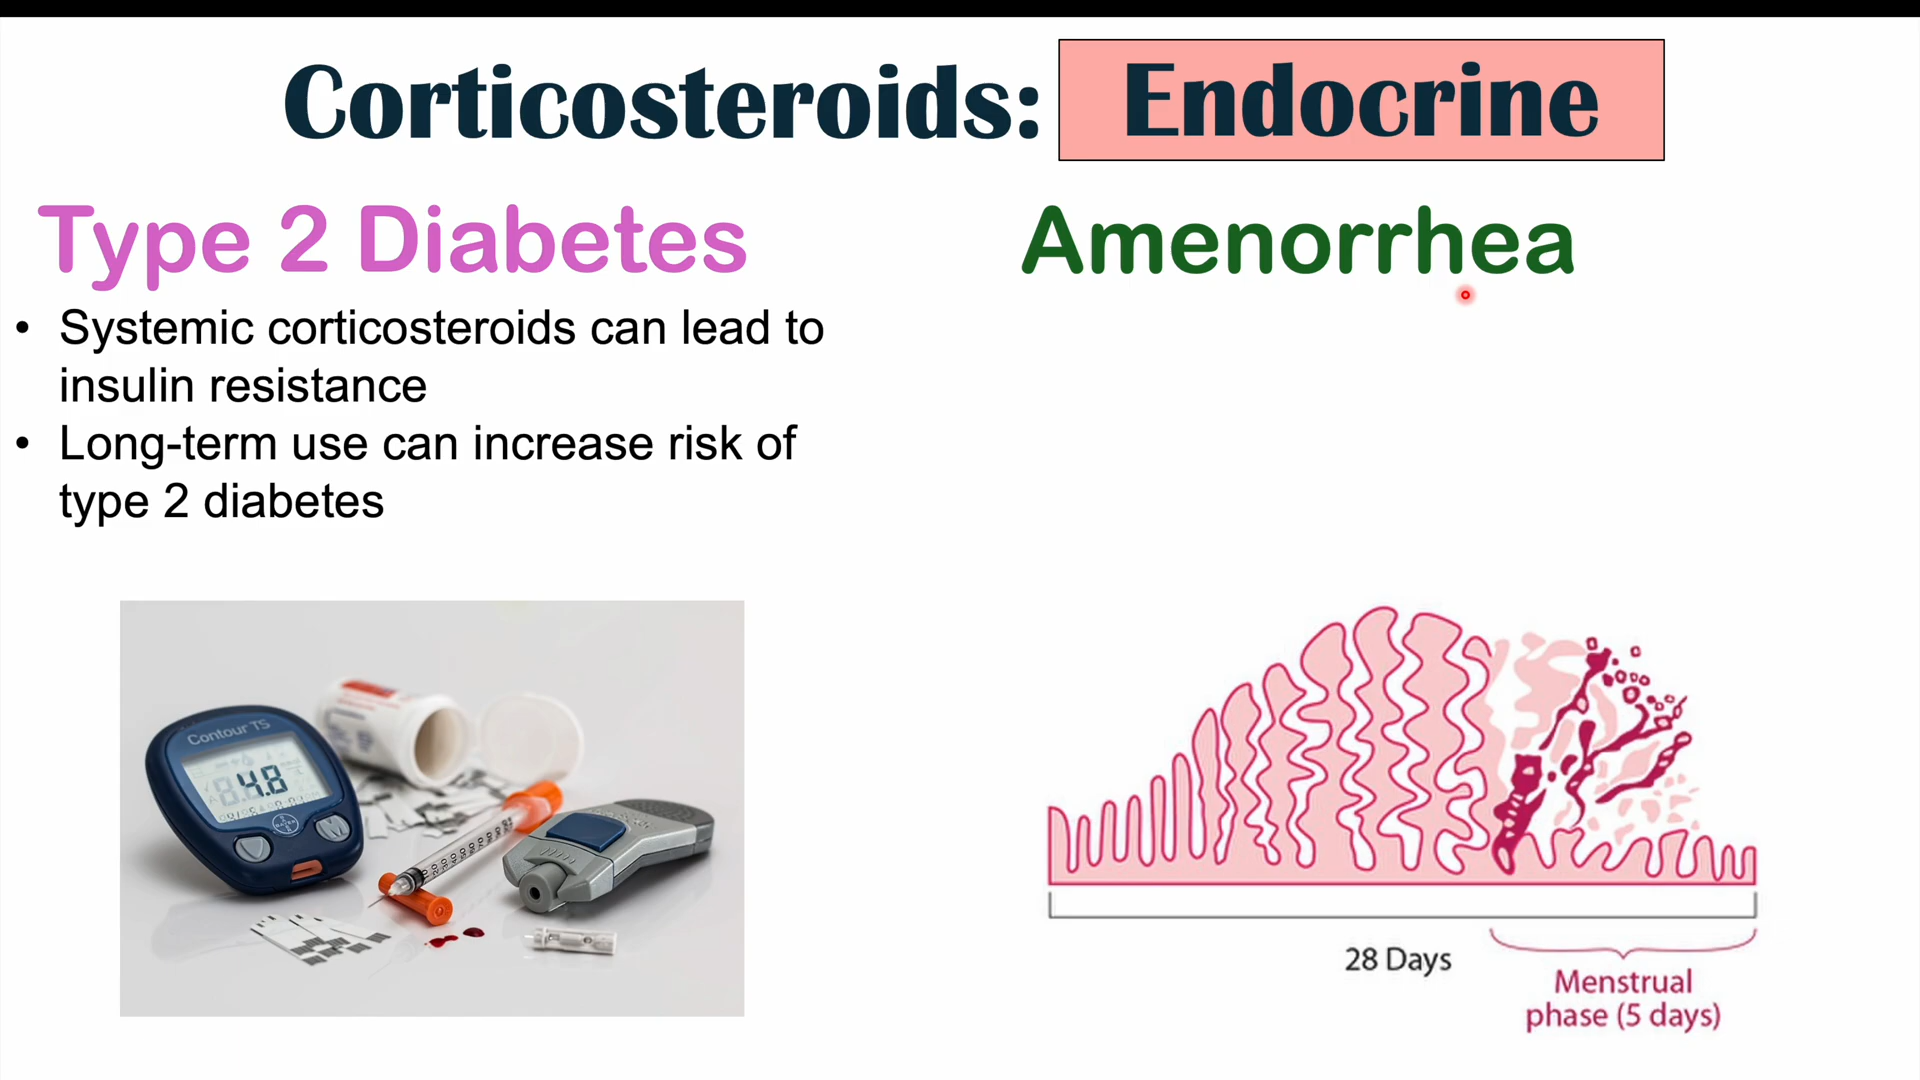 Corticosteroids: Endocrine
Type 2 Diabetes
• Systemic corticosteroids can lead to
insulin resistance
• Long-term use can increase risk of
type 2 diabetes
Amenorrhea
Contour TS
4.8
BAYER
28 Days
Menstrual
phase (5 days)